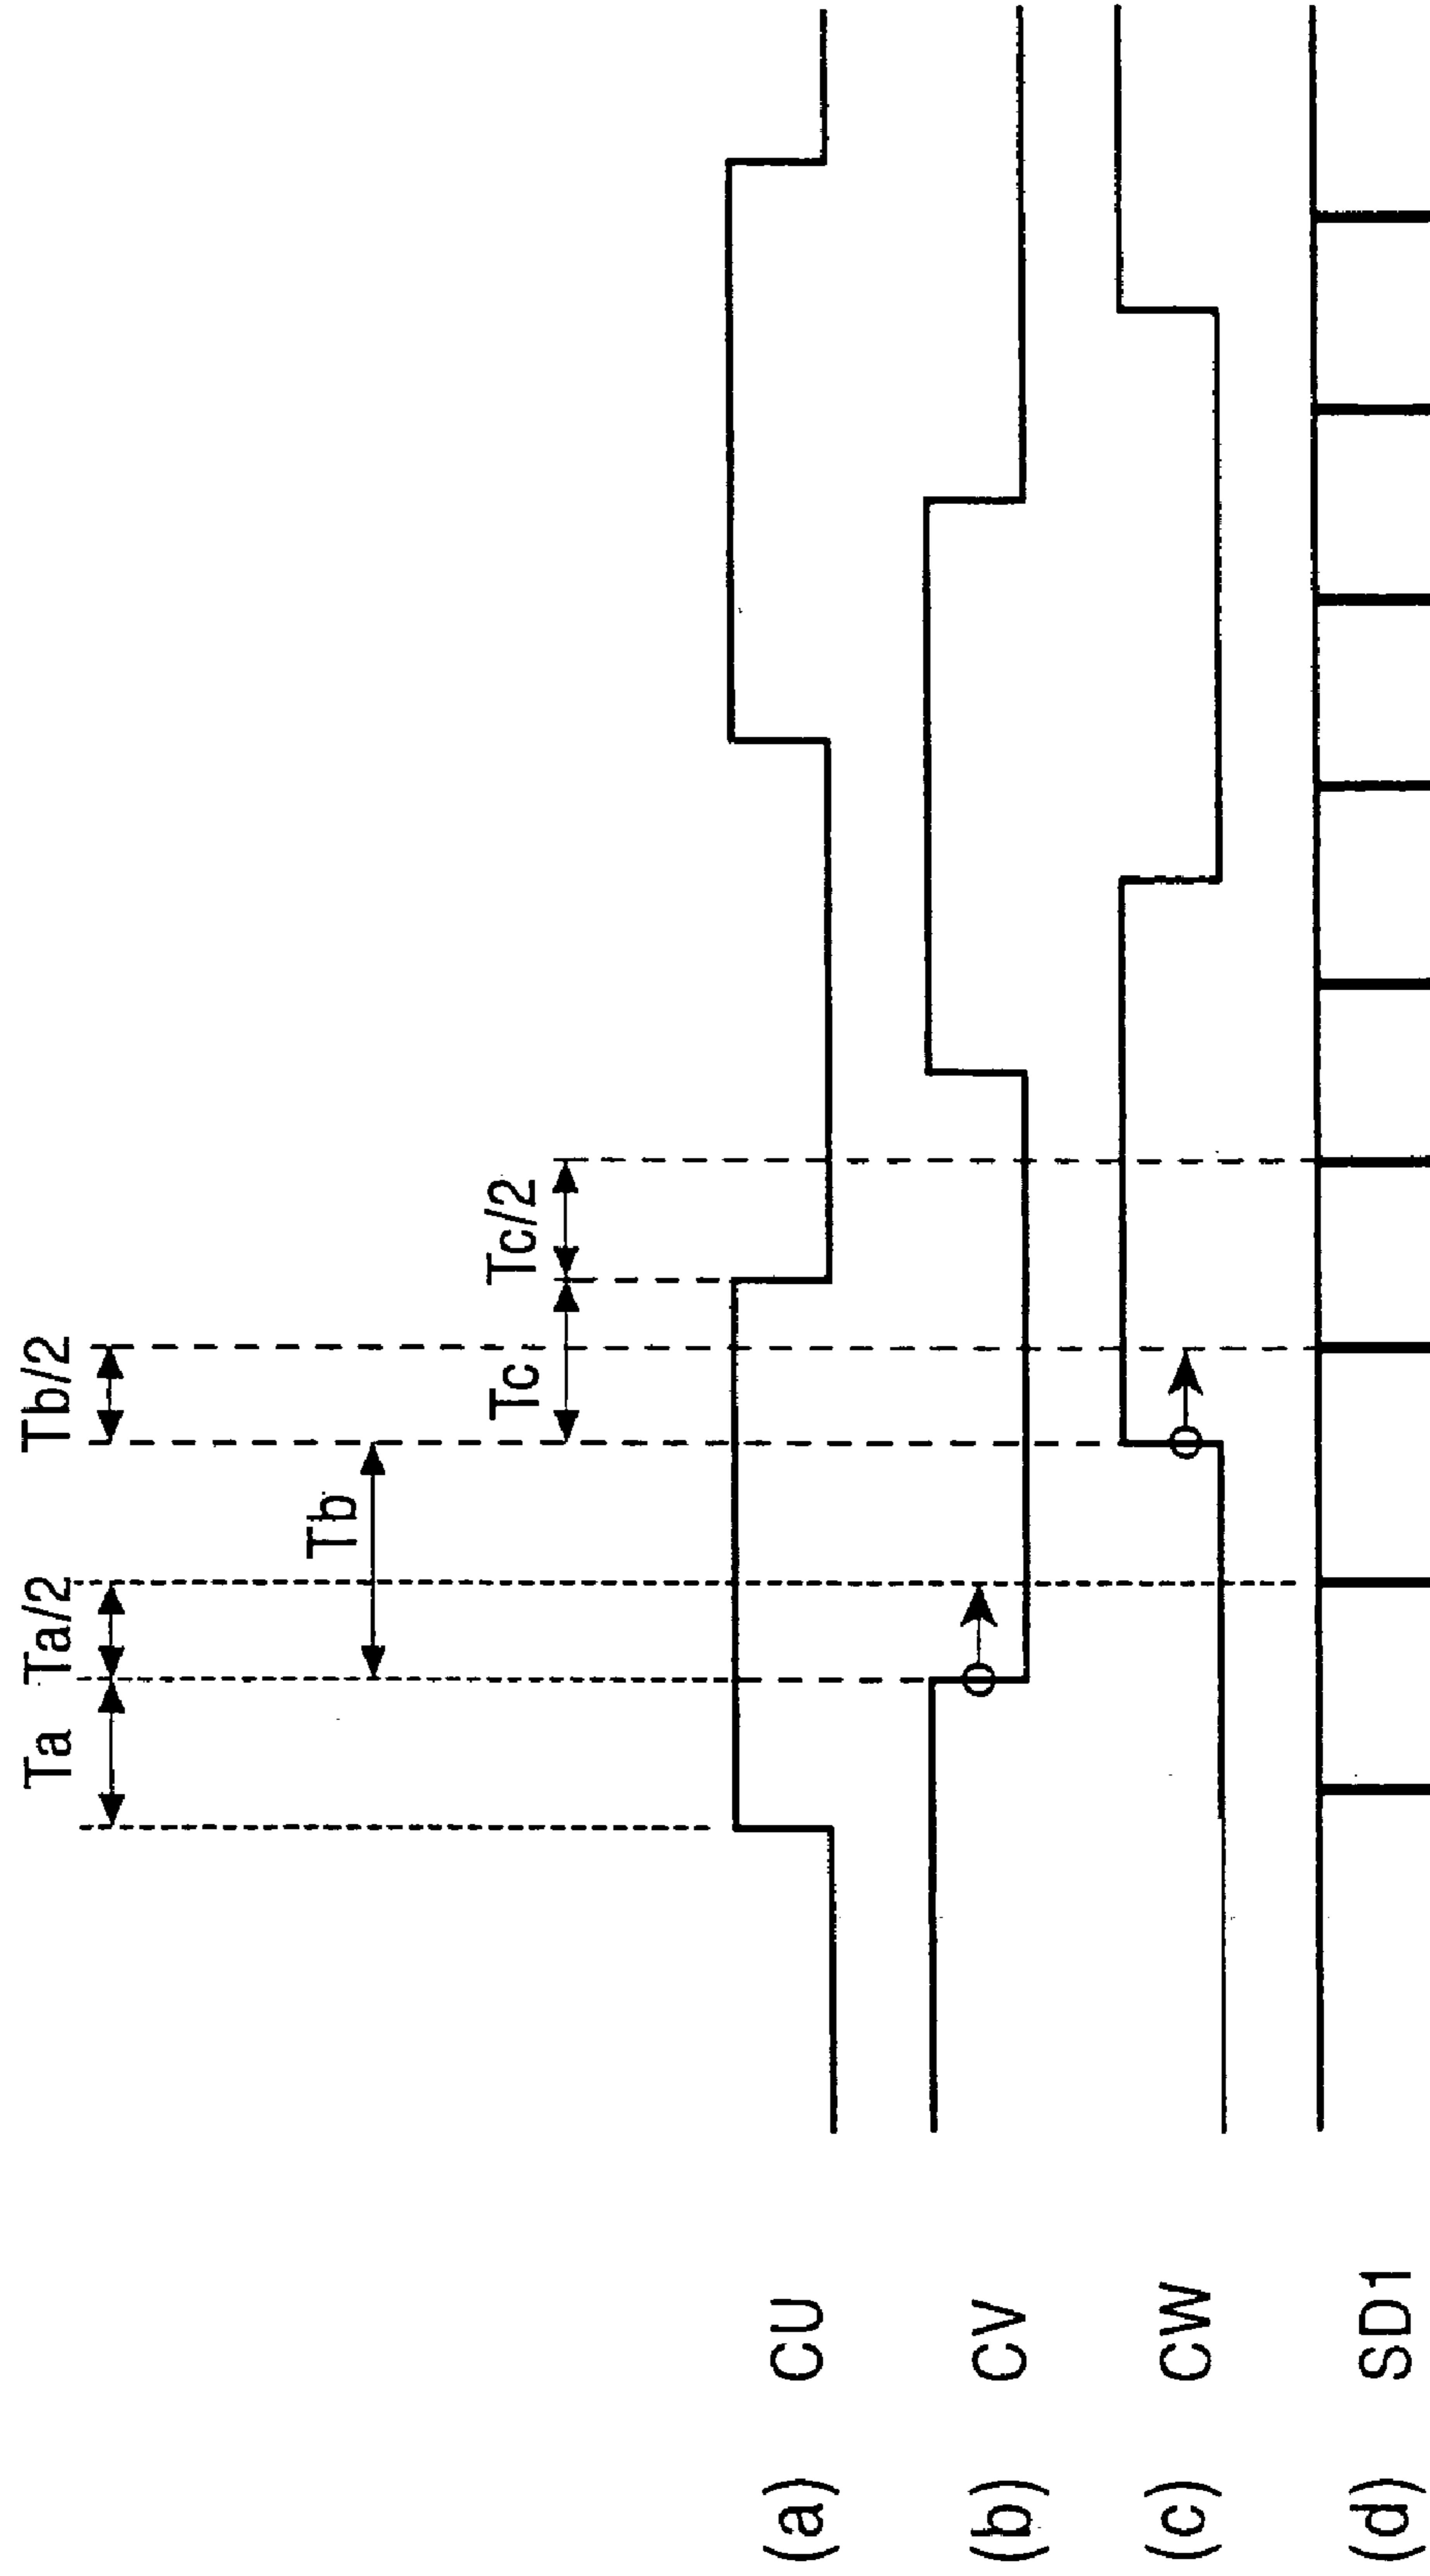 Ta
Ta/2
Tb/2
Tb
Tc
Tc/2
(a) CU
(b) CV
(c) CW
(d) SD1